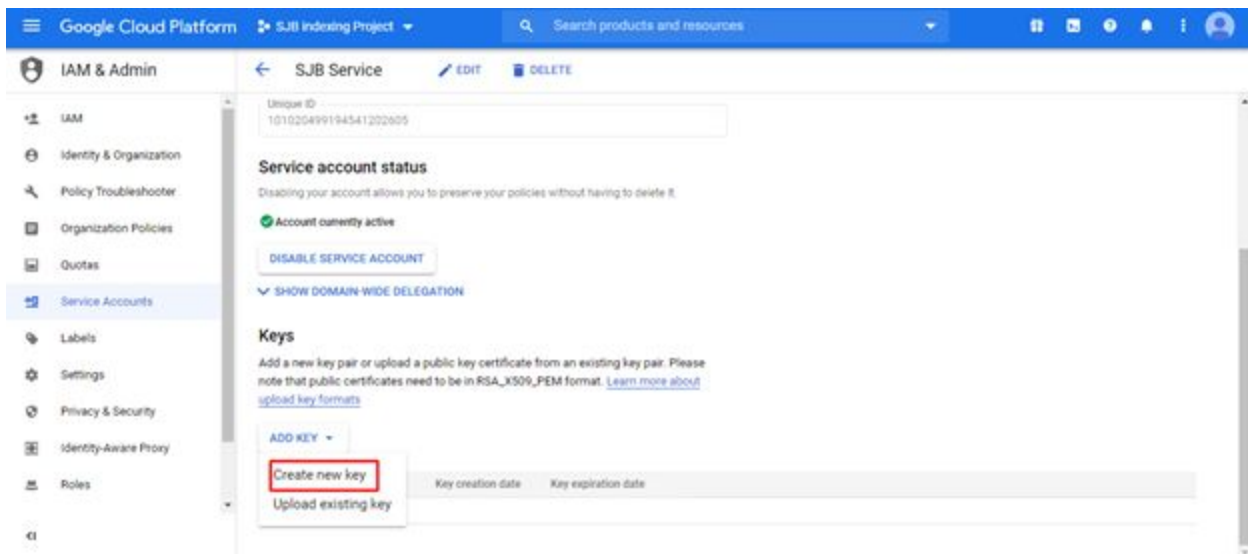 Google Cloud Platform
SJB Indexing Project
Search products and resources
IAM & Admin
SJB Service
EDIT
DELETE
IAM
Identity & Organization
Policy Troubleshooter
Organization Policies
Quotas
Service Accounts
Labels
Settings
Privacy & Security
Identity-Aware Proxy
Roles
Unique ID
101020499194541202605
Service account status
Disabling your account allows you to preserve your policies without having to delete it.
Account currently active
DISABLE SERVICE ACCOUNT
SHOW DOMAIN-WIDE DELEGATION
Keys
Add a new key pair or upload a public key certificate from an existing key pair. Please
note that public certificates need to be in RSA_X509_PEM format. Learn more about
upload key formats
ADD KEY
Create new key
Upload existing key
Key creation date
Key expiration date